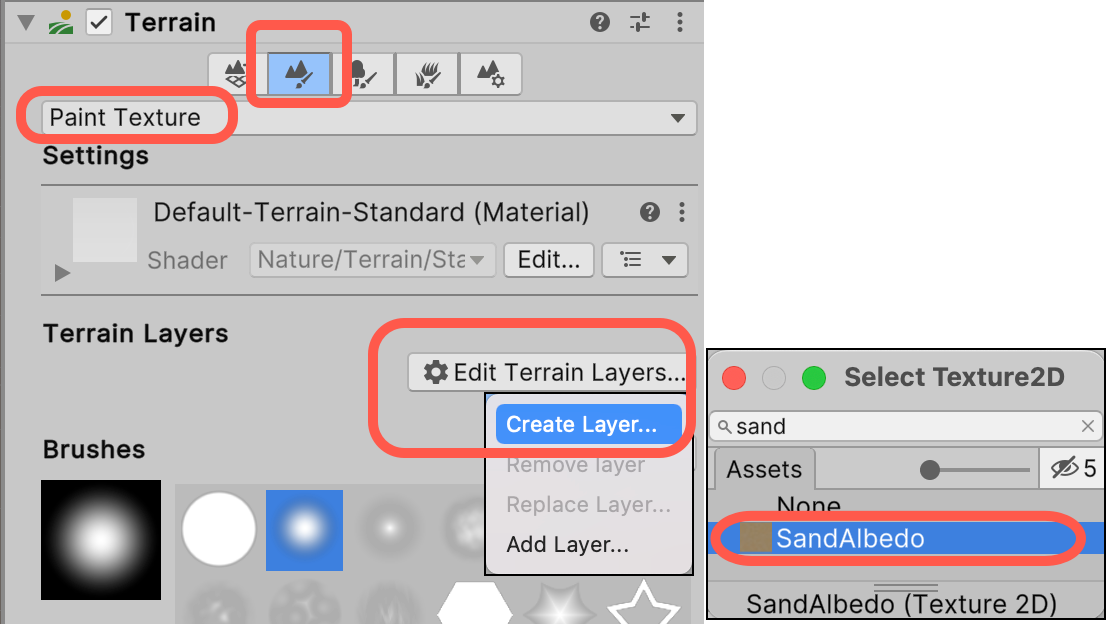 Terrain
Paint Texture
Settings
Default-Terrain-Standard (Material)
Shader Nature/Terrain/Sta Edit...
Terrain Layers
Edit Terrain Layers...
Create Layer...
Remove layer
Replace Layer...
Add Layer...
Brushes
Select Texture2D
sand
Assets 5
None
SandAlbedo
SandAlbedo (Texture 2D)